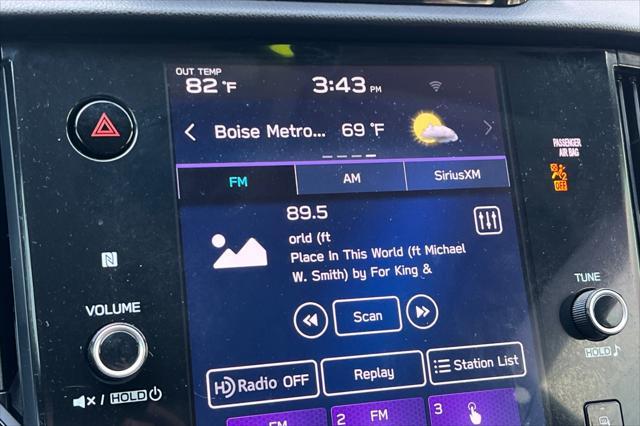 OUT TEMP
82°F
3:43 PM
Boise Metro... 69 °F
PASSENGER
AIR BAG
OFF
FM AM SiriusXM
89.5
orld (ft
Place In This World (ft Michael
W. Smith) by For King &
Scan
N
VOLUME
TUNE
HOLD
HD Radio OFF Replay Station List
× / HOLD
FM 2 FM 3